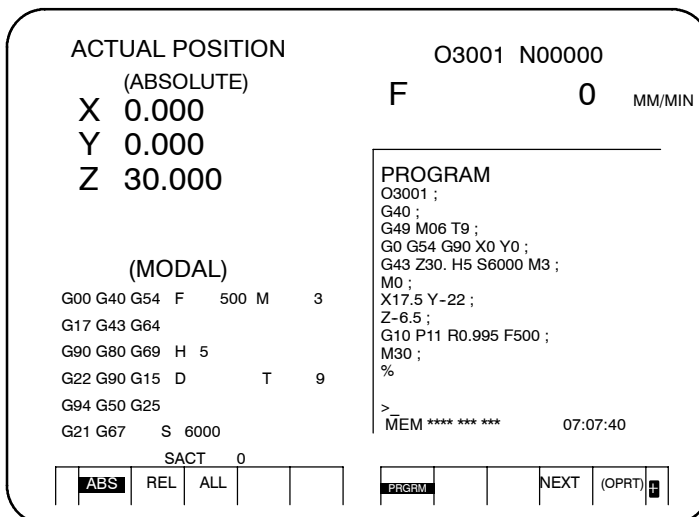 ACTUAL POSITION
(ABSOLUTE)
X 0.000
Y 0.000
Z 30.000
(MODAL)
G00 G40 G54 F 500 M 3
G17 G43 G64
G90 G80 G69 H 5
G22 G90 G15 D T 9
G94 G50 G25
G21 G67 S 6000
SACT 0
O3001 N00000
F 0 MM/MIN
PROGRAM
O3001 ;
G40 ;
G49 M06 T9 ;
G0 G54 G90 X0 Y0 ;
G43 Z30. H5 S6000 M3 ;
M0 ;
X17.5 Y-22 ;
Z-6.5 ;
G10 P11 R0.995 F500 ;
M30 ;
%
>_
MEM **** *** *** 07:07:40
ABS REL ALL PRGRM NEXT (OPRT) +